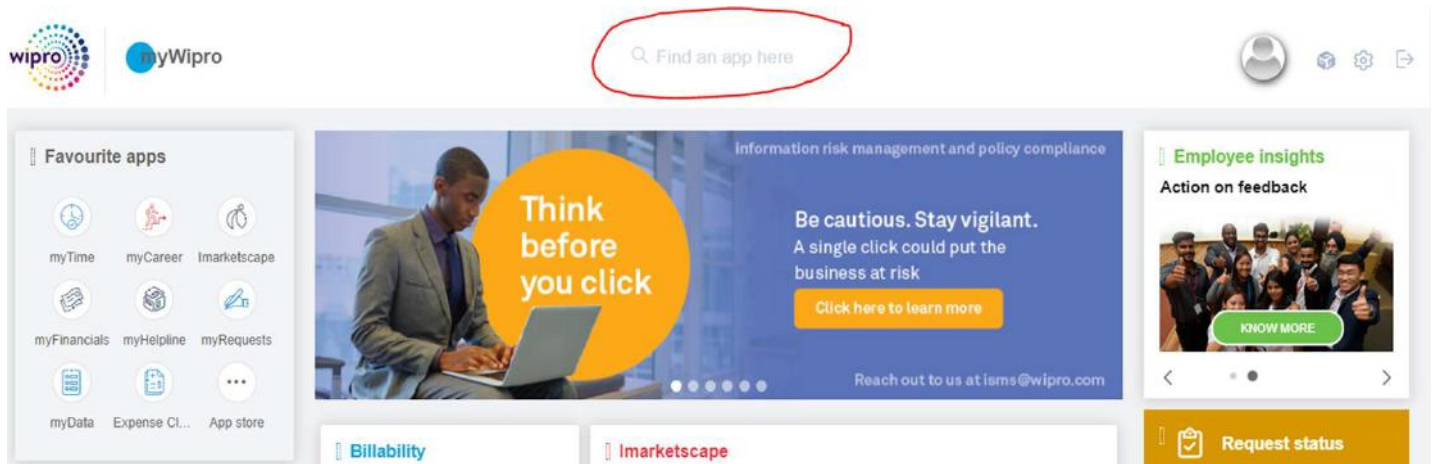 wipro
myWipro
Find an app here
Favourite apps
myTime
myCareer
Imarketscape
myFinancials
myHelpline
myRequests
myData
Expense Cl...
App store
information risk management and policy compliance
Think
before
you click
Be cautious. Stay vigilant.
A single click could put the
business at risk
Click here to learn more
Reach out to us at isms@wipro.com
Employee insights
Action on feedback
KNOW MORE
Billability
Imarketscape
Request status